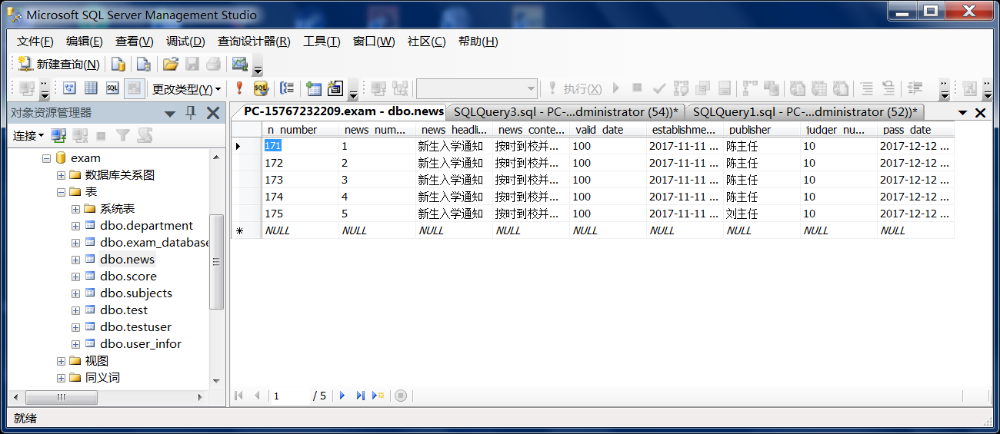 Microsoft SQL Server Management Studio
文件(F) 编辑(E) 查看(V) 调试(D) 查询设计器(R) 工具(T) 窗口(W) 社区(C) 帮助(H)
新建查询(N)
SQL 更改类型(Y) SQL 执行(X)
对象资源管理器
连接
exam
数据库关系图
表
系统表
dbo.department
dbo.exam_database
dbo.news
dbo.score
dbo.subjects
dbo.test
dbo.testuser
dbo.user_infor
视图
同义词
PC-15767232209.exam - dbo.news SQLQuery3.sql - PC-...dministrator (54))* SQLQuery1.sql - PC-...dministrator (52))*
n_number news_num... news_headli... news_conte... valid_date establishme... publisher judger_nu... pass_date
171 1 新生入学通知 按时到校并... 100 2017-11-11 ... 陈主任 10 2017-12-12 ...
172 2 新生入学通知 按时到校并... 100 2017-11-11 ... 陈主任 10 2017-12-12 ...
173 3 新生入学通知 按时到校并... 100 2017-11-11 ... 陈主任 10 2017-12-12 ...
174 4 新生入学通知 按时到校并... 100 2017-11-11 ... 陈主任 10 2017-12-12 ...
175 5 新生入学通知 按时到校并... 100 2017-11-11 ... 刘主任 10 2017-12-12 ...
NULL NULL NULL NULL NULL NULL NULL NULL NULL
1 / 5
就绪